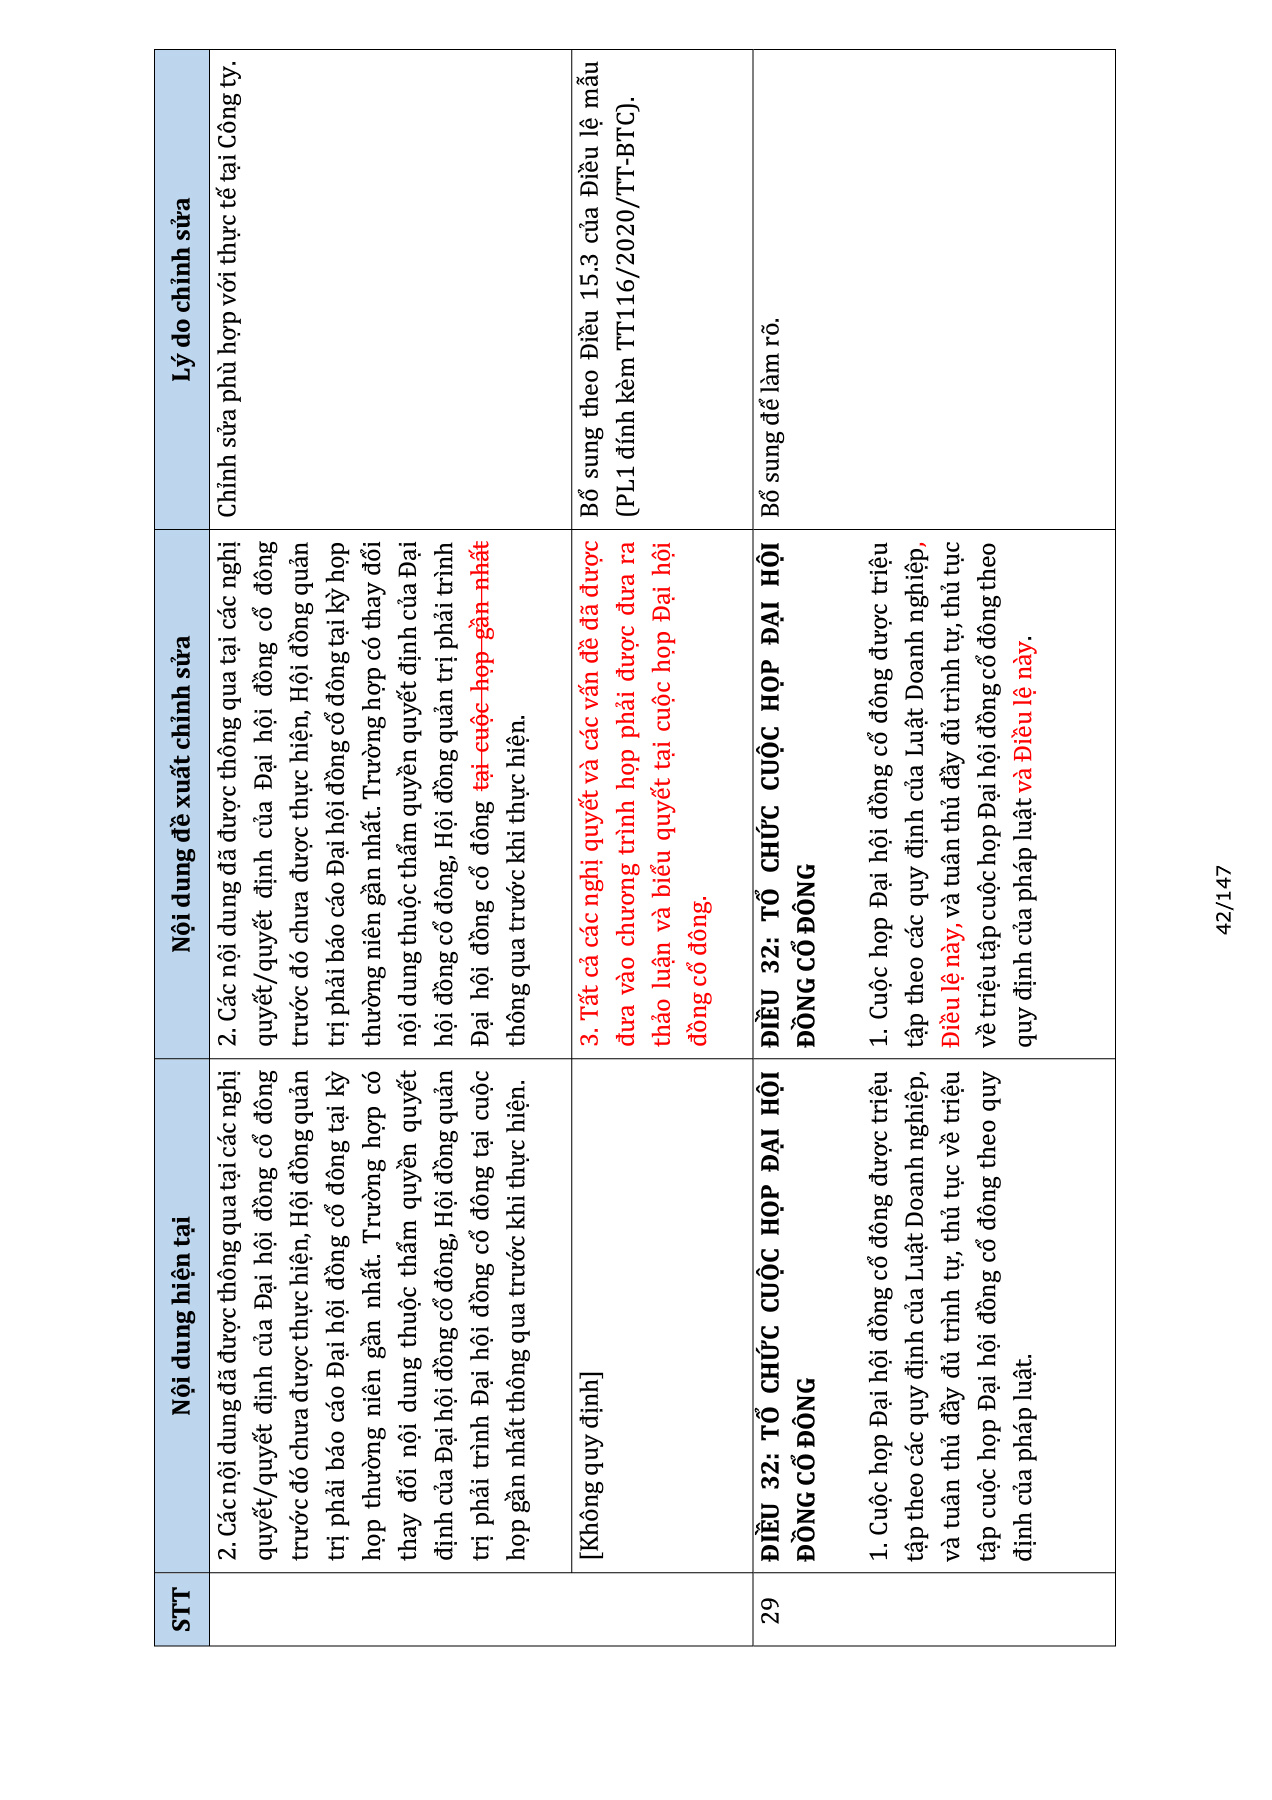 STT
Nội dung hiện tại
Nội dung đề xuất chỉnh sửa
Lý do chỉnh sửa
2. Các nội dung đã được thông qua tại các nghị
quyết/quyết định của Đại hội đồng cổ đông
trước đó chưa được thực hiện, Hội đồng quản
trị phải báo cáo Đại hội đồng cổ đông tại kỳ
họp thường niên gần nhất. Trường hợp có
thay đổi nội dung thuộc thẩm quyền quyết
định của Đại hội đồng cổ đông, Hội đồng quản
trị phải trình Đại hội đồng cổ đông tại cuộc
họp gần nhất thông qua trước khi thực hiện.
2. Các nội dung đã được thông qua tại các nghị
quyết/quyết định của Đại hội đồng cổ đông
trước đó chưa được thực hiện, Hội đồng quản
trị phải báo cáo Đại hội đồng cổ đông tại kỳ họp
thường niên gần nhất. Trường hợp có thay đổi
nội dung thuộc thẩm quyền quyết định của Đại
hội đồng cổ đông, Hội đồng quản trị phải trình
Đại hội đồng cổ đông tại cuộc họp gần nhất
thông qua trước khi thực hiện.
Chỉnh sửa phù hợp với thực tế tại Công ty.
[Không quy định]
3. Tất cả các nghị quyết và các vấn đề đã được
đưa vào chương trình họp phải được đưa ra
thảo luận và biểu quyết tại cuộc họp Đại hội
đồng cổ đông.
Bổ sung theo Điều 15.3 của Điều lệ mẫu
(PL1 đính kèm TT116/2020/TT-BTC).
29
ĐIỀU 32: TỔ CHỨC CUỘC HỌP ĐẠI HỘI
ĐỒNG CỔ ĐÔNG
1. Cuộc họp Đại hội đồng cổ đông được triệu
tập theo các quy định của Luật Doanh nghiệp,
và tuân thủ đầy đủ trình tự, thủ tục về triệu
tập cuộc họp Đại hội đồng cổ đông theo quy
định của pháp luật.
ĐIỀU 32: TỔ CHỨC CUỘC HỌP ĐẠI HỘI
ĐỒNG CỔ ĐÔNG
1. Cuộc họp Đại hội đồng cổ đông được triệu
tập theo các quy định của Luật Doanh nghiệp,
Điều lệ này, và tuân thủ đầy đủ trình tự, thủ tục
về triệu tập cuộc họp Đại hội đồng cổ đông theo
quy định của pháp luật và Điều lệ này.
Bổ sung để làm rõ.
42/147